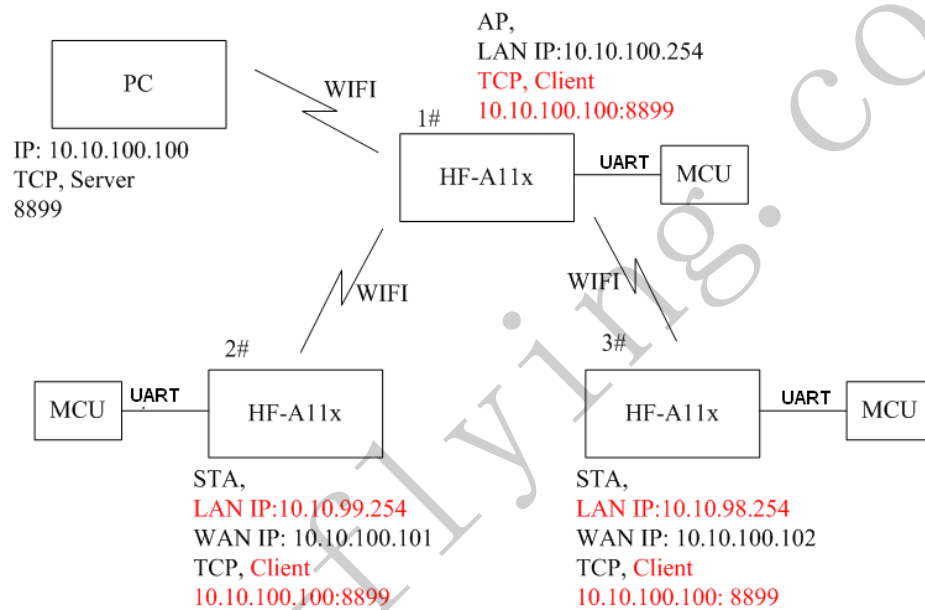 AP,
LAN IP:10.10.100.254
TCP, Client
10.10.100.100:8899
PC
WIFI
IP: 10.10.100.100
TCP, Server
8899
1#
HF-A11x
UART
MCU
WIFI
WIFI
2#
3#
MCU
UART
HF-A11x
HF-A11x
UART
MCU
STA,
LAN IP:10.10.99.254
WAN IP: 10.10.100.101
TCP, Client
10.10.100.100:8899
STA,
LAN IP:10.10.98.254
WAN IP: 10.10.100.102
TCP, Client
10.10.100.100: 8899
flying. co